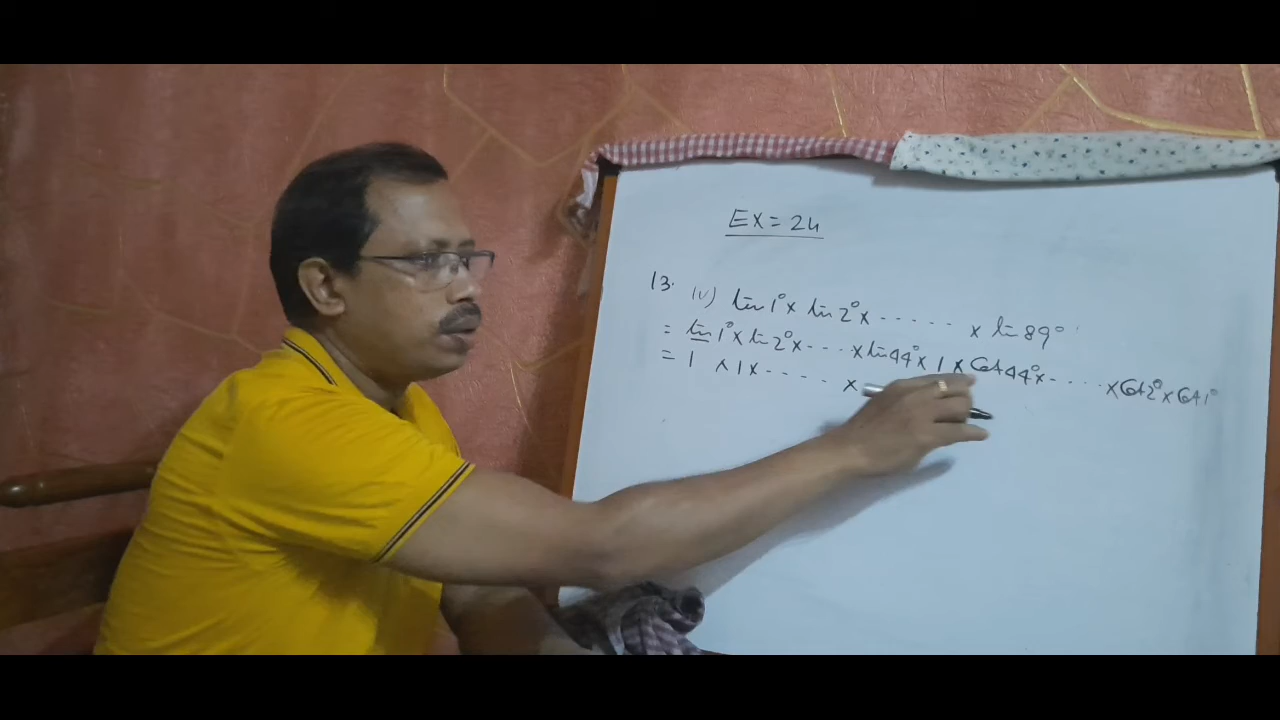 Ex = 24
13. iv) tan 1° x tan 2° x ..... x tan 89°
= tan 1° x tan 2° x .... x tan 44° x 1 x Cot 44° x ..... x Cot 2° x Cot 1°
= 1 x 1 x ..... x